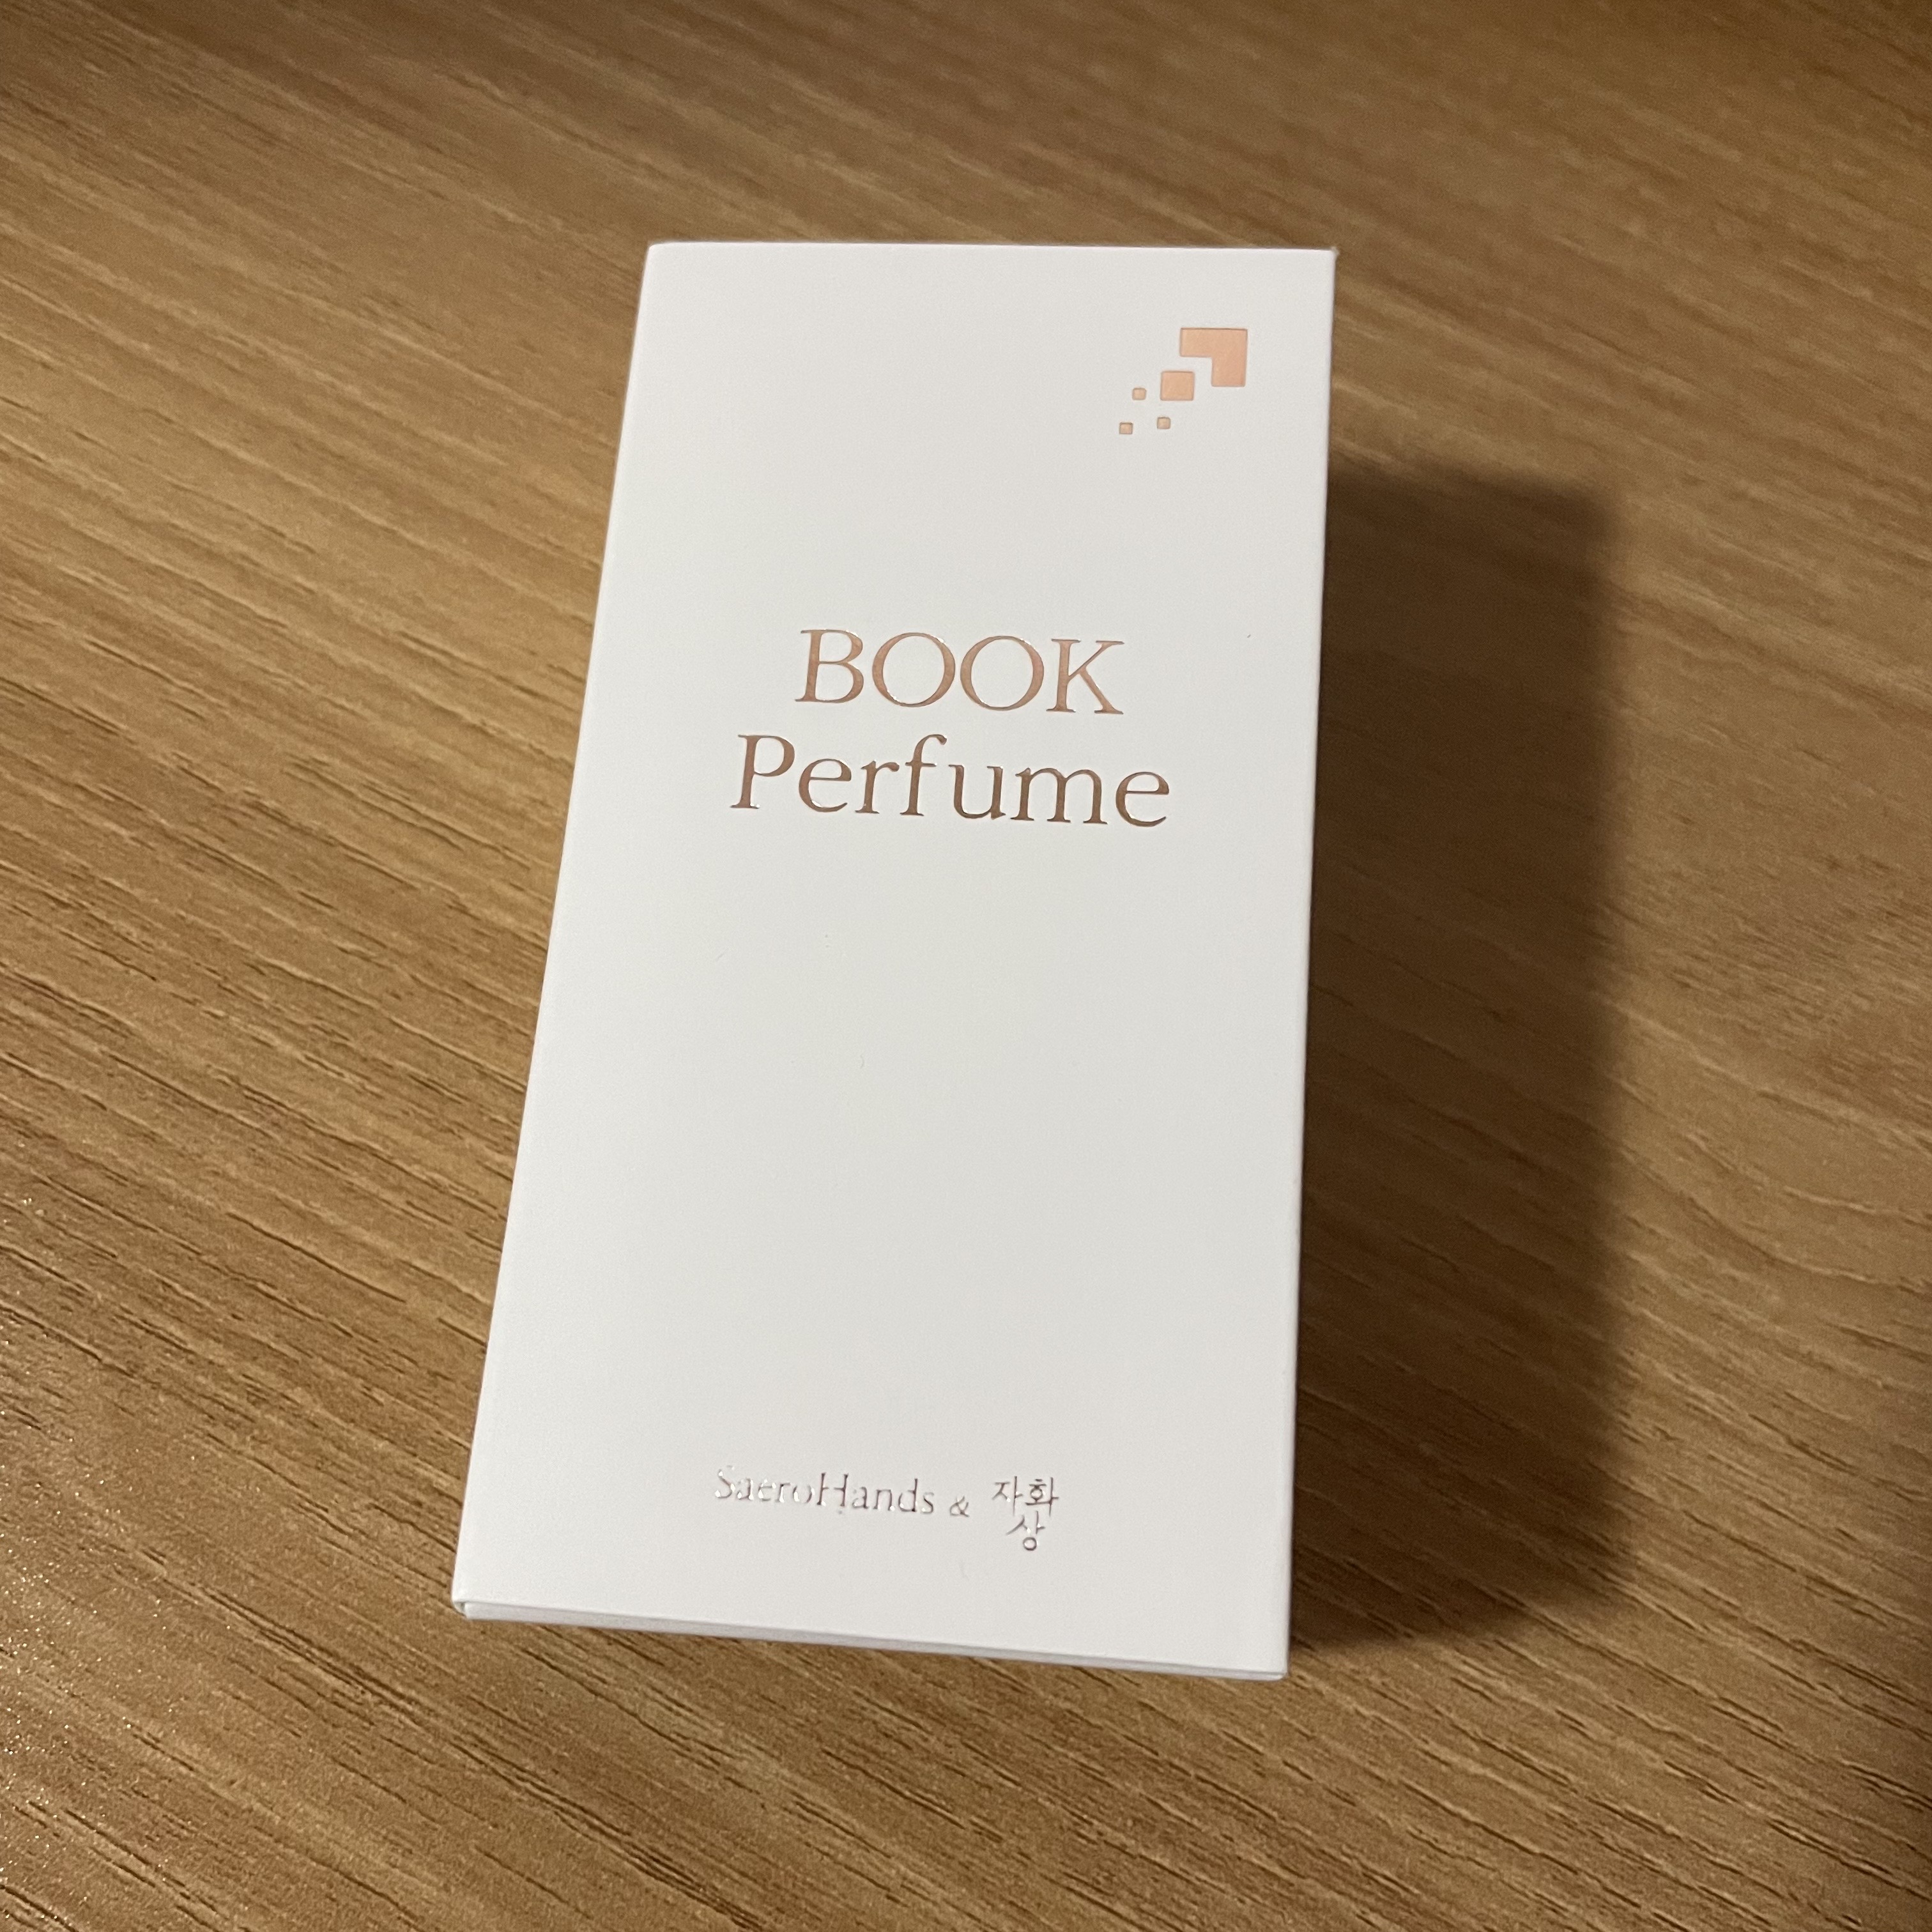 BOOK
Perfume
SaeroHands & 자화
상